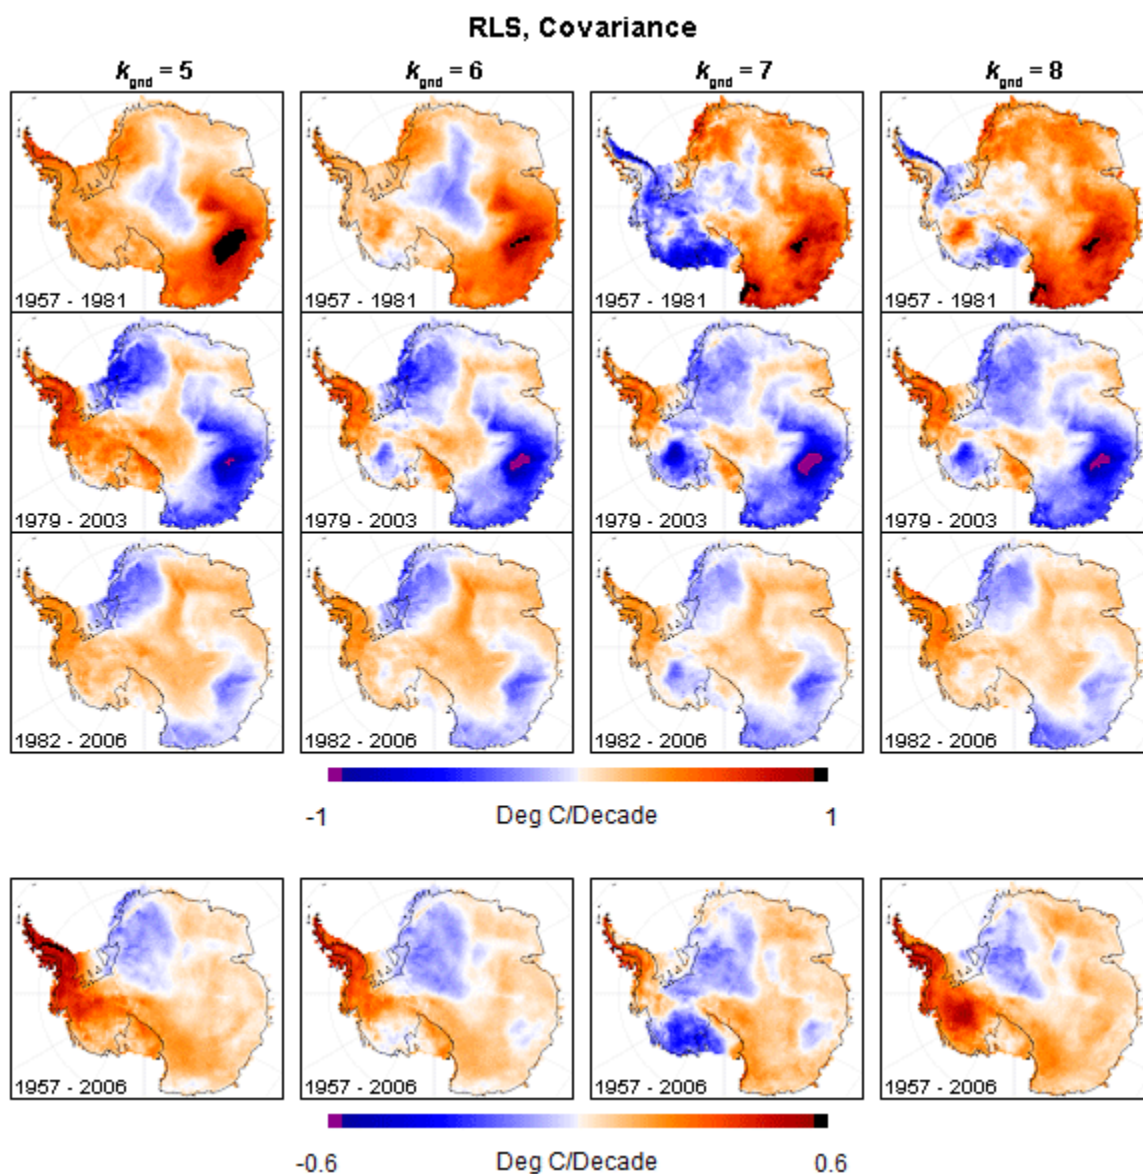 RLS, Covariance
kgnd = 5 kgnd = 6 kgnd = 7 kgnd = 8
1957 - 1981 1957 - 1981 1957 - 1981 1957 - 1981
1979 - 2003 1979 - 2003 1979 - 2003 1979 - 2003
1982 - 2006 1982 - 2006 1982 - 2006 1982 - 2006
-1 Deg C/Decade 1
1957 - 2006 1957 - 2006 1957 - 2006 1957 - 2006
-0.6 Deg C/Decade 0.6